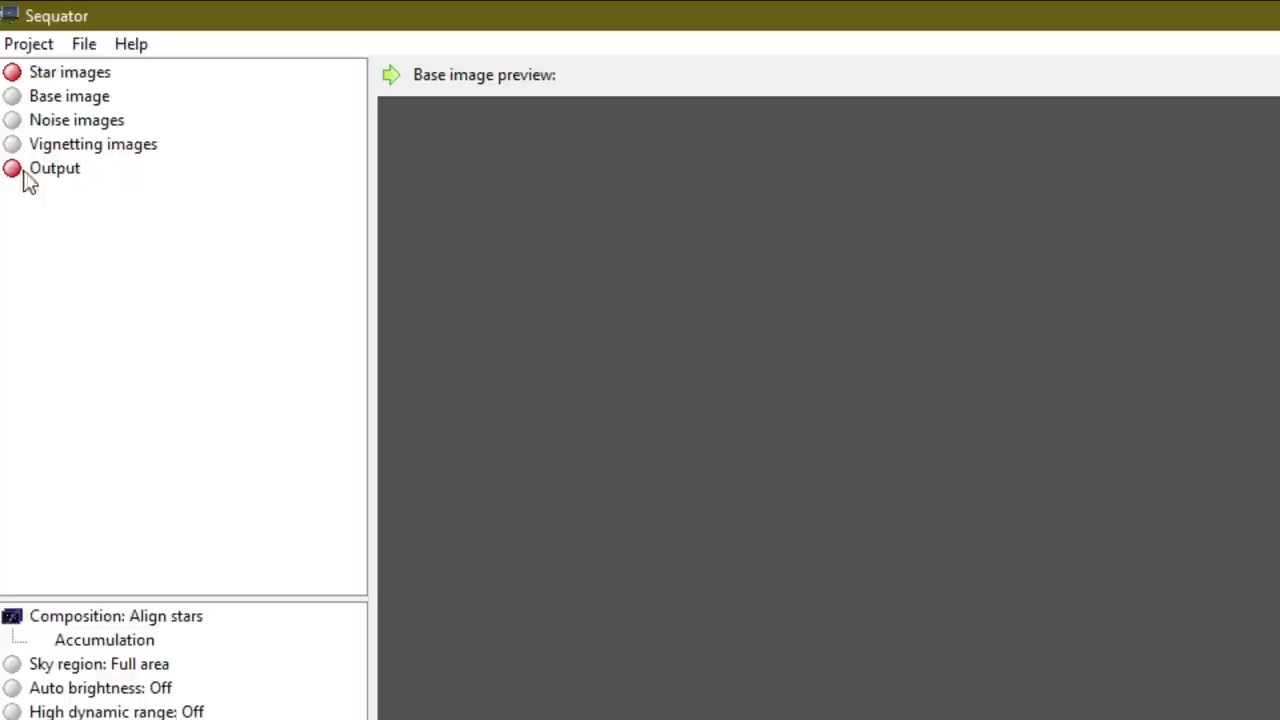 Sequator
Project File Help
Star images
Base image
Noise images
Vignetting images
Output
Base image preview:
Composition: Align stars
Accumulation
Sky region: Full area
Auto brightness: Off
High dynamic range: Off